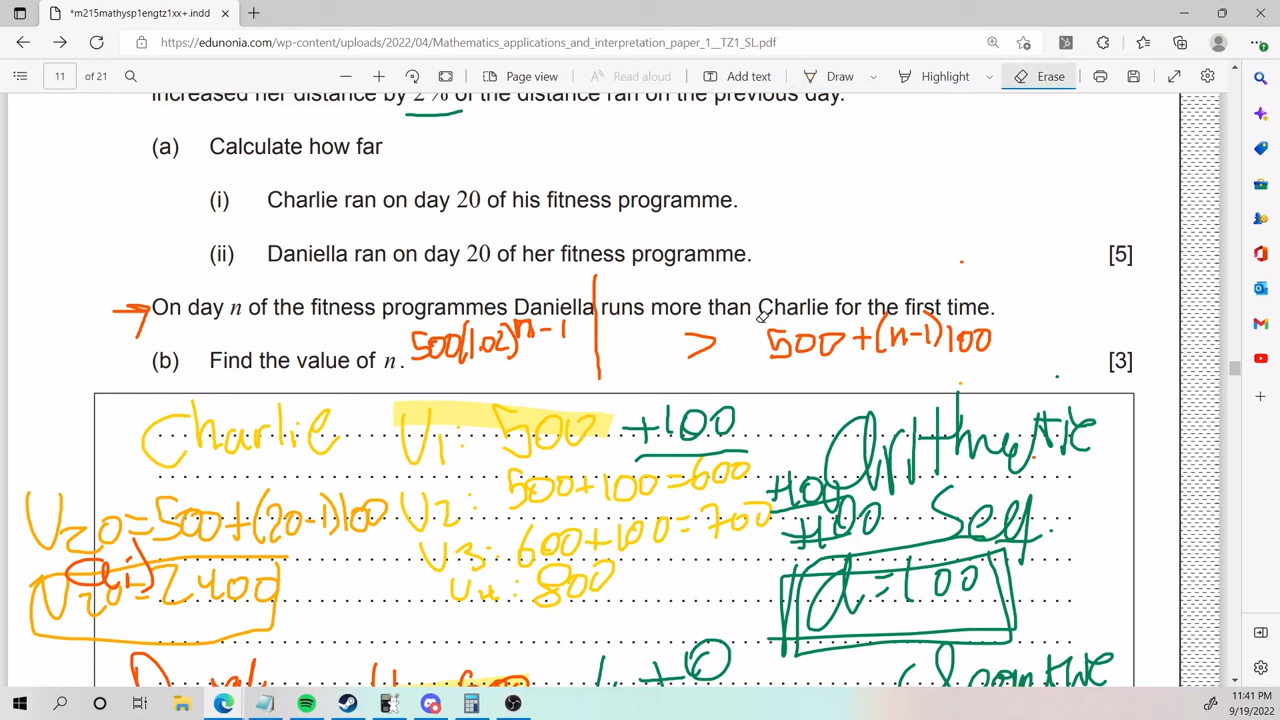 *m215mathysp1engtz1xx+.indd
https://edunonia.com/wp-content/uploads/2022/04/Mathematics_applications_and_interpretation_paper_1__TZ1_SL.pdf
11 of 21
Page view
Read aloud
Add text
Draw
Highlight
Erase
increased her distance by 2% of the distance ran on the previous day.
(a) Calculate how far
(i) Charlie ran on day 20 of his fitness programme.
(ii) Daniella ran on day 20 of her fitness programme. [5]
On day n of the fitness programmes Daniella runs more than Charlie for the first time.
500(1.02)^n-1 > 500+(n-1)100
(b) Find the value of n. [3]
Charlie U1: 500 +100 Arithmetic
U2: 500+100=600 +100
U20=500+(20-1)100 U3: 600+100=700 +100 Seq.
U20=2400 800 d=100
+
11:41 PM
9/19/2022